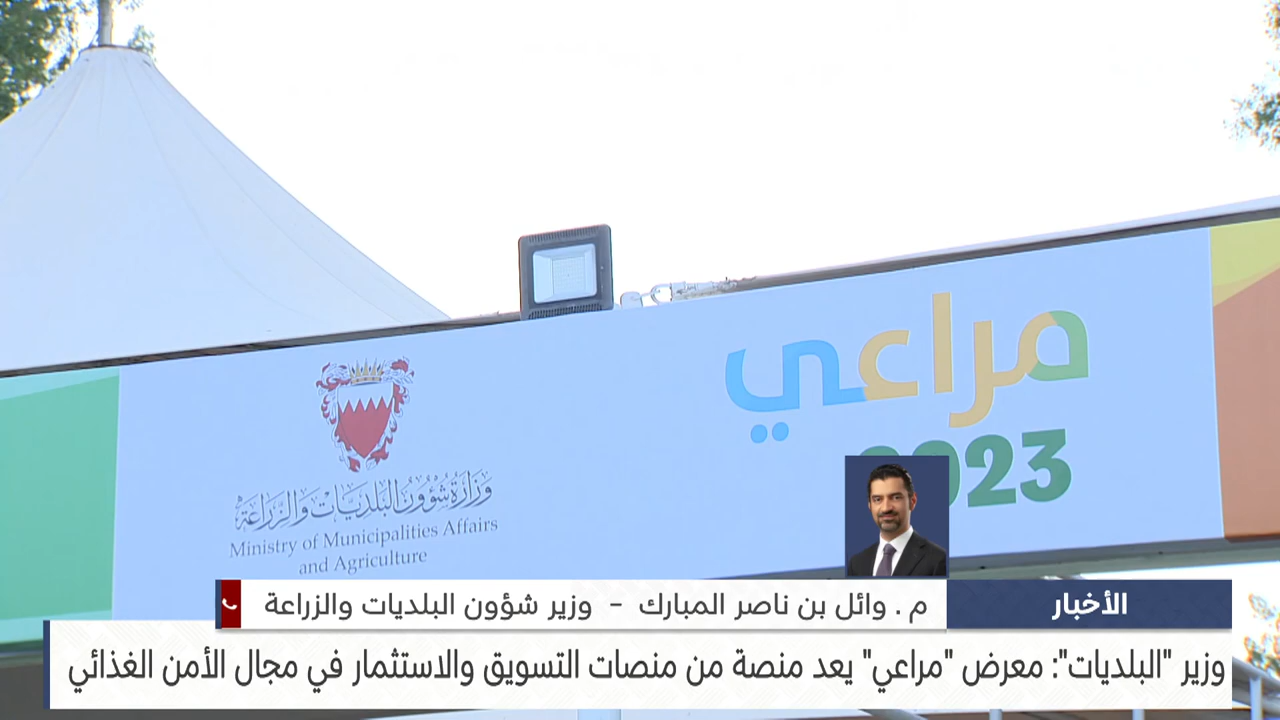 مراعي
2023
وزارة شؤون البلديات والزراعة
Ministry of Municipalities Affairs
and Agriculture
الأخبار
م . وائل بن ناصر المبارك - وزير شؤون البلديات والزراعة
وزير "البلديات": معرض "مراعي" يعد منصة من منصات التسويق والاستثمار في مجال الأمن الغذائي